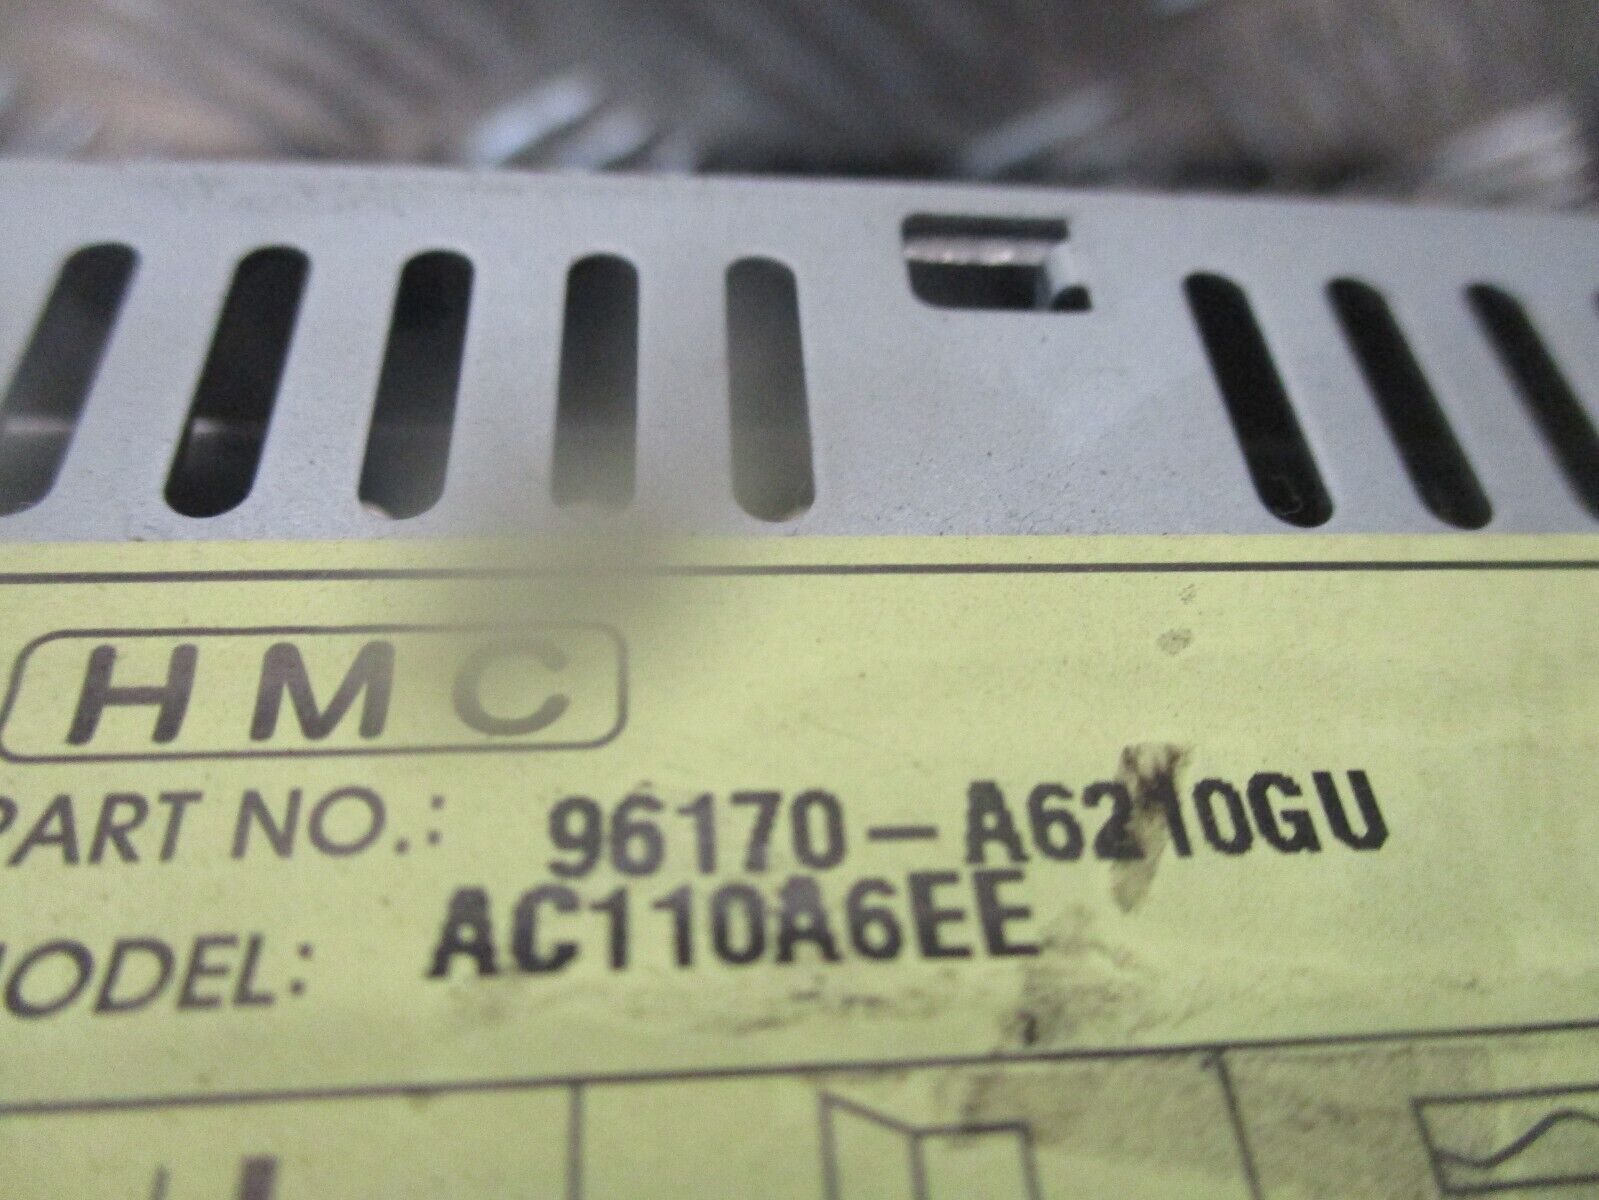 HMC
PART NO.: 96170-A6210GU
MODEL: AC110A6EE